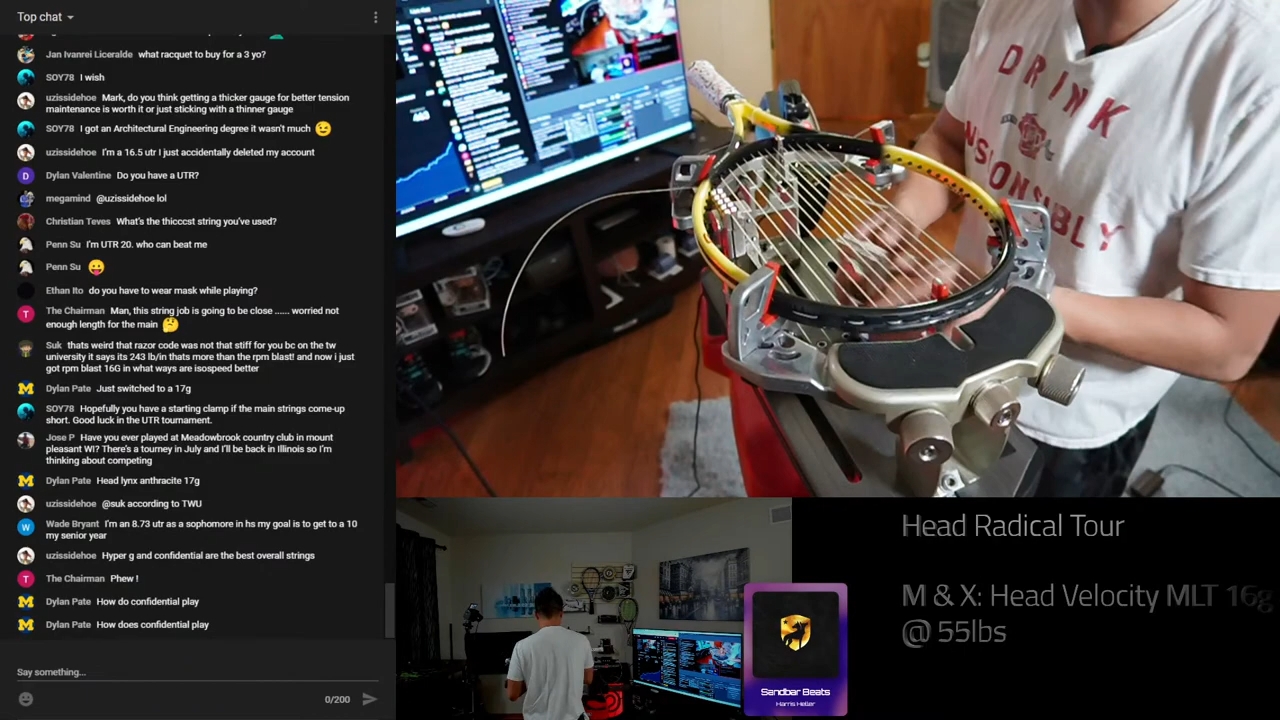 Top chat
Jan Ivanrei Liceralde what racquet to buy for a 3 yo?
SOY78 I wish
uzissidehoe Mark, do you think getting a thicker gauge for better tension
maintenance is worth it or just sticking with a thinner gauge
SOY78 I got an Architectural Engineering degree it wasn't much 😉
uzissidehoe I'm a 16.5 utr I just accidentally deleted my account
D Dylan Valentine Do you have a UTR?
megamind @uzissidehoe lol
Christian Teves What's the thicccst string you've used?
Penn Su I'm UTR 20. who can beat me
Penn Su 😛
Ethan Ito do you have to wear mask while playing?
T The Chairman Man, this string job is going to be close ...... worried not
enough length for the main 🤔
Suk thats weird that razor code was not that stiff for you bc on the tw
university it says its 243 lb/in thats more than the rpm blast! and now i just
got rpm blast 16G in what ways are isospeed better
M Dylan Pate Just switched to a 17g
SOY78 Hopefully you have a starting clamp if the main strings come-up
short. Good luck in the UTR tournament.
Jose P Have you ever played at Meadowbrook country club in mount
pleasant WI? There's a tourney in July and I'll be back in Illinois so I'm
thinking about competing
M Dylan Pate Head lynx anthracite 17g
uzissidehoe @suk according to TWU
W Wade Bryant I'm an 8.73 utr as a sophomore in hs my goal is to get to a 10
my senior year
uzissidehoe Hyper g and confidential are the best overall strings
T The Chairman Phew !
M Dylan Pate How do confidential play
M Dylan Pate How does confidential play
Say something...
0/200
DRINK
RESPONSIBLY
Head Radical Tour
M & X: Head Velocity MLT 16g
@ 55lbs
Sandbar Beats
Harris Heller